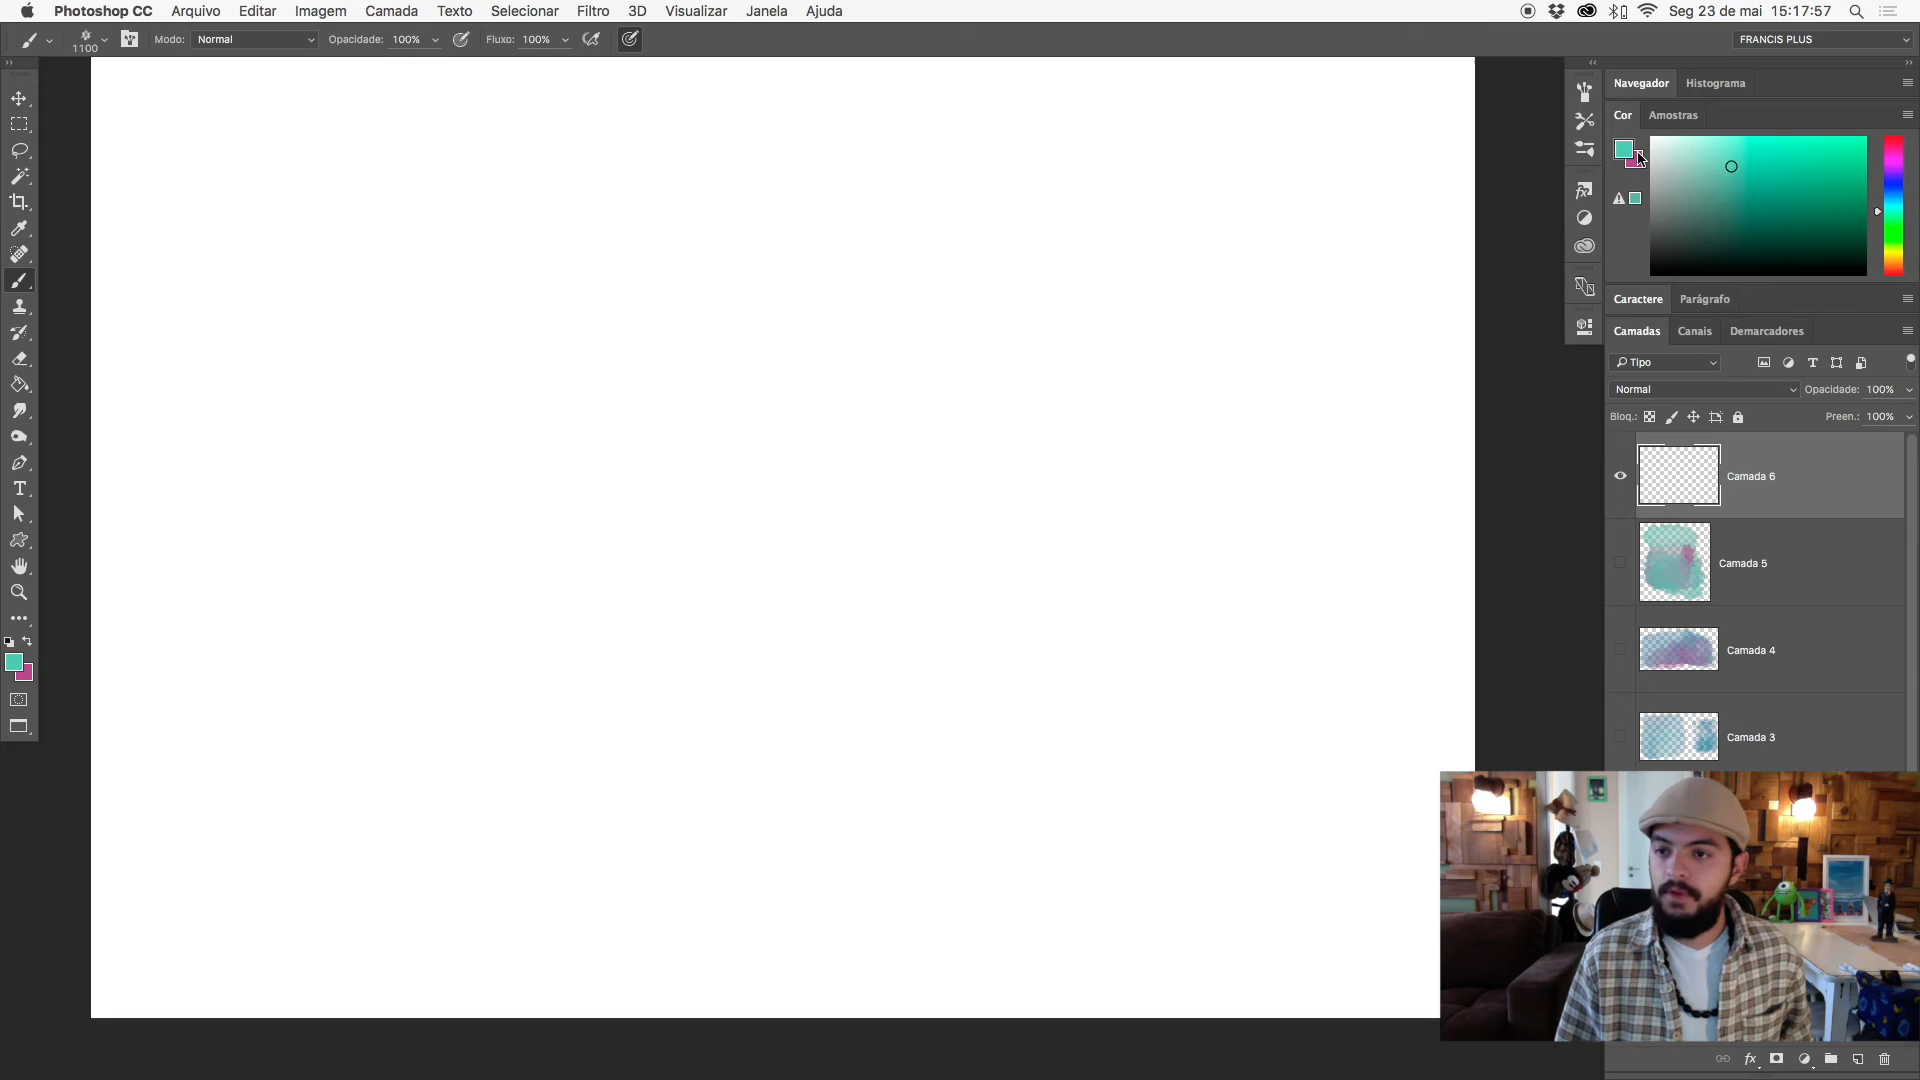 Photoshop CC Arquivo Editar Imagem Camada Texto Selecionar Filtro 3D Visualizar Janela Ajuda Seg 23 de mai 15:17:57
1100 Modo: Normal Opacidade: 100% Fluxo: 100% FRANCIS PLUS
Navegador Histograma
Cor Amostras
Caractere Parágrafo
Camadas Canais Demarcadores
Tipo
Normal Opacidade: 100%
Bloq.: Preen.: 100%
Camada 6
Camada 5
Camada 4
Camada 3
fx